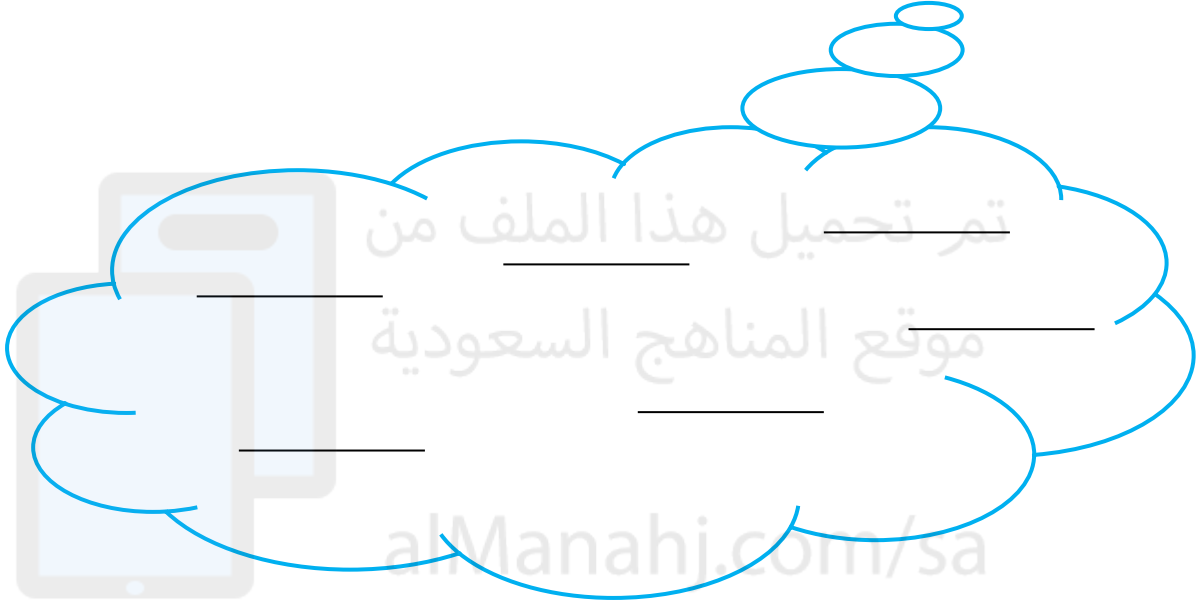 تم تحميل هذا الملف من
موقع المناهج السعودية
alManahj.com/sa